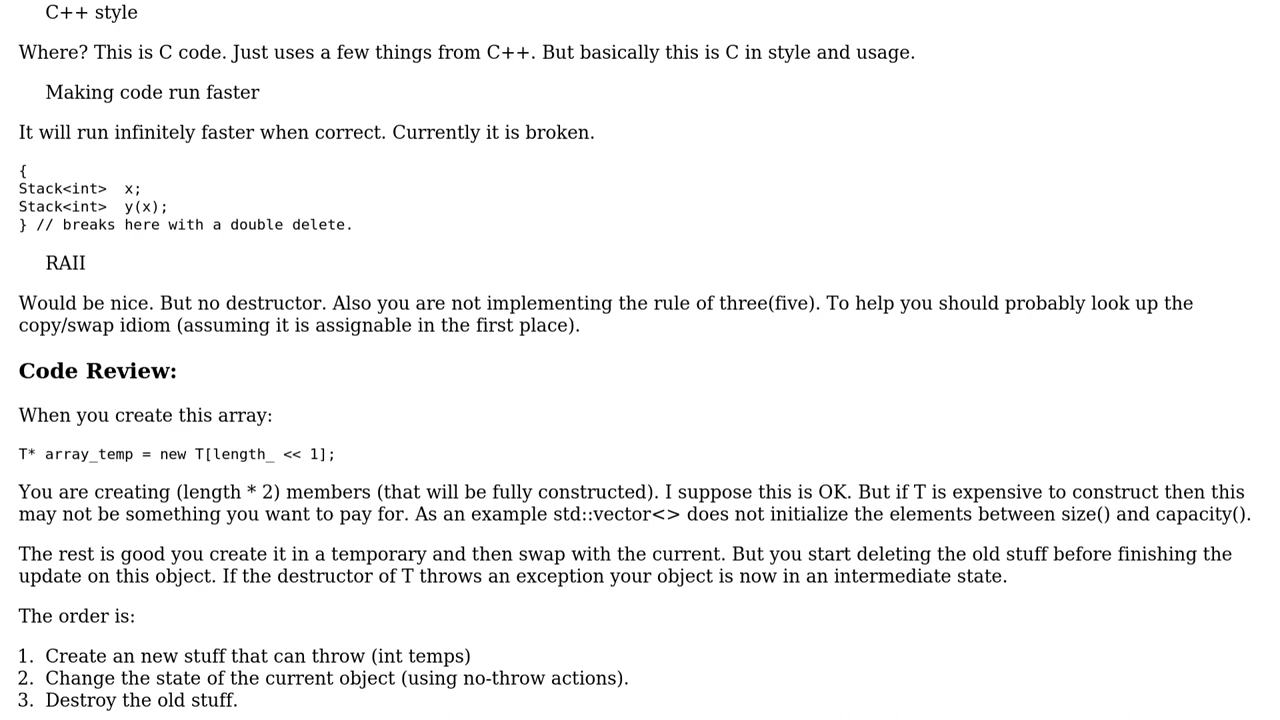 C++ style
Where? This is C code. Just uses a few things from C++. But basically this is C in style and usage.
Making code run faster
It will run infinitely faster when correct. Currently it is broken.
{
Stack<int>  x;
Stack<int>  y(x);
} // breaks here with a double delete.
RAII
Would be nice. But no destructor. Also you are not implementing the rule of three(five). To help you should probably look up the
copy/swap idiom (assuming it is assignable in the first place).
Code Review:
When you create this array:
T* array_temp = new T[length_ << 1];
You are creating (length * 2) members (that will be fully constructed). I suppose this is OK. But if T is expensive to construct then this
may not be something you want to pay for. As an example std::vector<> does not initialize the elements between size() and capacity().
The rest is good you create it in a temporary and then swap with the current. But you start deleting the old stuff before finishing the
update on this object. If the destructor of T throws an exception your object is now in an intermediate state.
The order is:
1. Create an new stuff that can throw (int temps)
2. Change the state of the current object (using no-throw actions).
3. Destroy the old stuff.